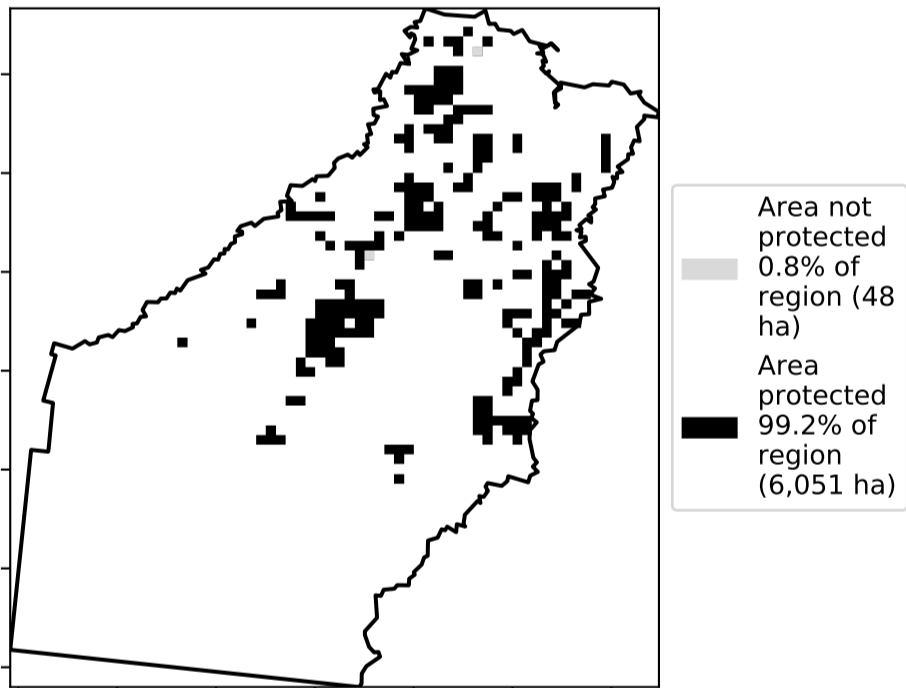 Area not
protected
0.8% of
region (48
ha)
Area
protected
99.2% of
region
(6,051 ha)